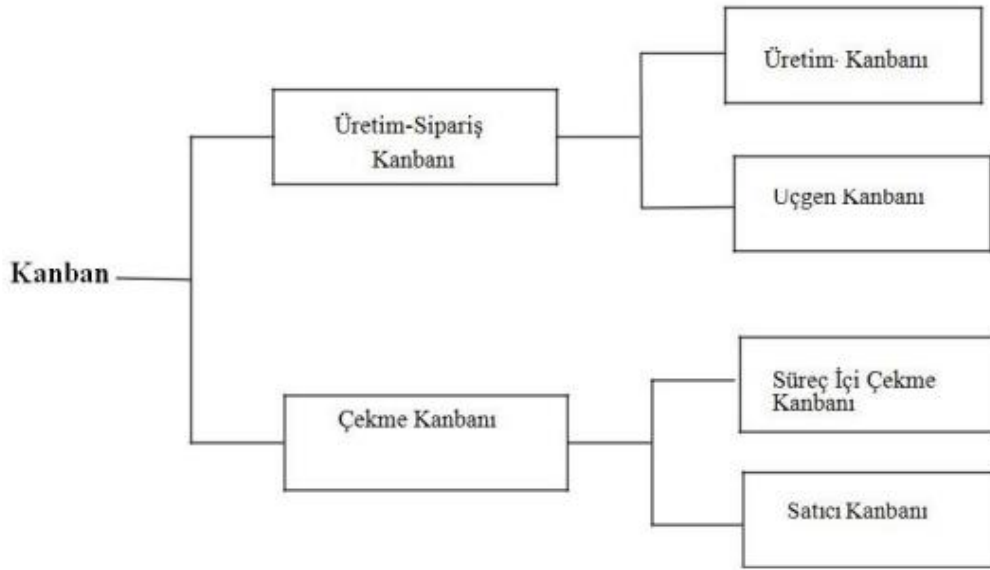 Üretim- Kanbanı
Üretim-Sipariş
Kanbanı
Uçgen Kanbanı
Kanban
Süreç İçi Çekme
Kanbanı
Çekme Kanbanı
Satıcı Kanbanı